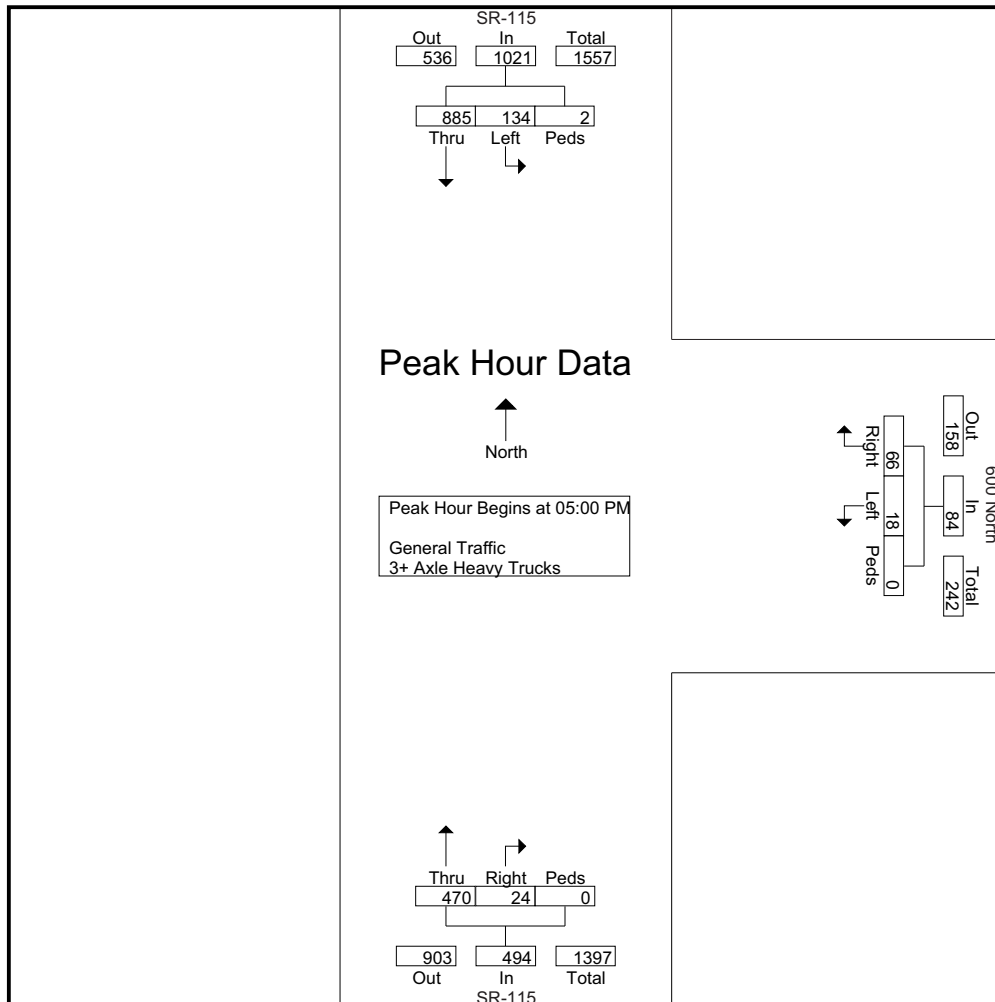 SR-115
Out In Total
536 1021 1557
885 134 2
Thru Left Peds
Peak Hour Data
North
Peak Hour Begins at 05:00 PM
General Traffic
3+ Axle Heavy Trucks
600 North
Out In Total
158 84 242
66 18 0
Right Left Peds
Thru Right Peds
470 24 0
903 494 1397
Out In Total
SR-115